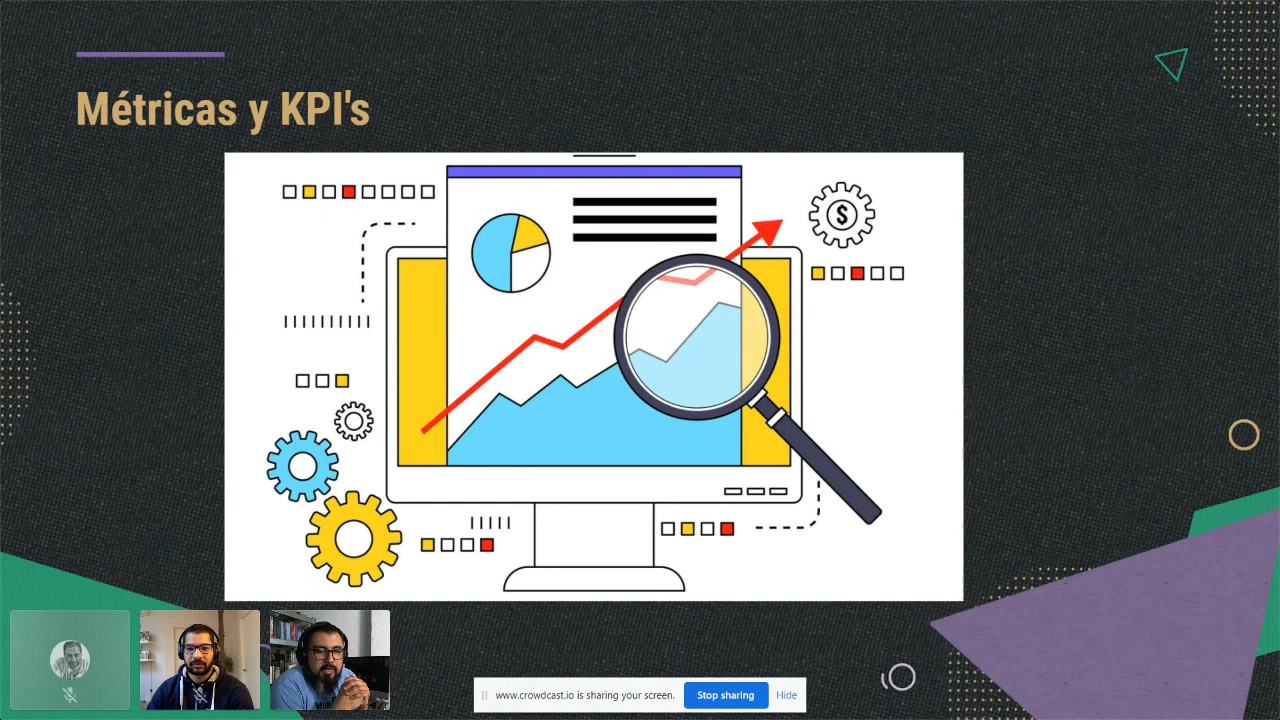 Métricas y KPI's
$
www.crowdcast.io is sharing your screen.
Stop sharing
Hide